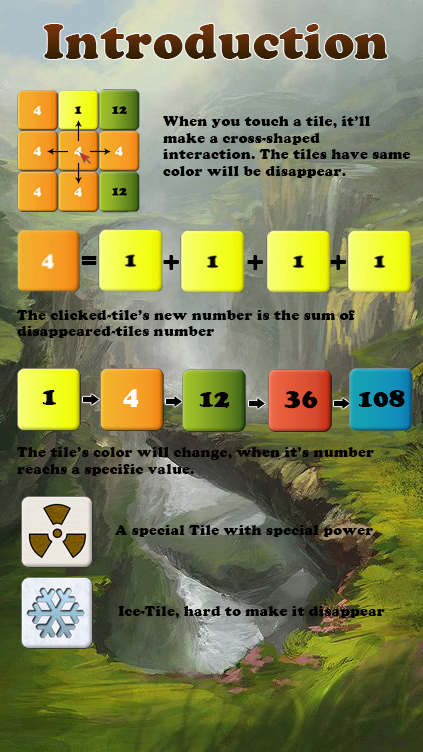 Introduction
4 1 12
4 4 4
4 4 12
When you touch a tile, it'll
make a cross-shaped
interaction. The tiles have same
color will be disappear.
4 = 1 + 1 + 1 + 1
The clicked-tile's new number is the sum of
disappeared-tiles number
1 4 12 36 108
The tile's color will change, when it's number
reachs a specific value.
A special Tile with special power
Ice-Tile, hard to make it disappear